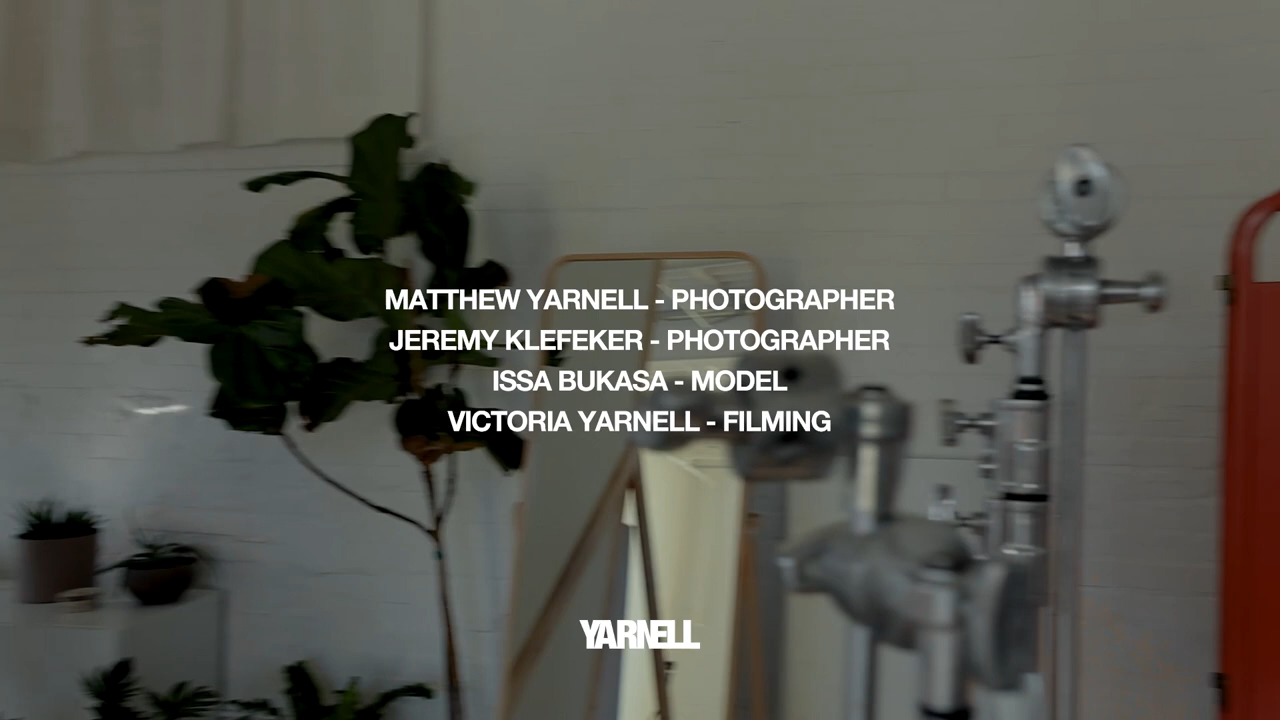 MATTHEW YARNELL - PHOTOGRAPHER
JEREMY KLEFEKER - PHOTOGRAPHER
ISSA BUKASA - MODEL
VICTORIA YARNELL - FILMING
YARNELL